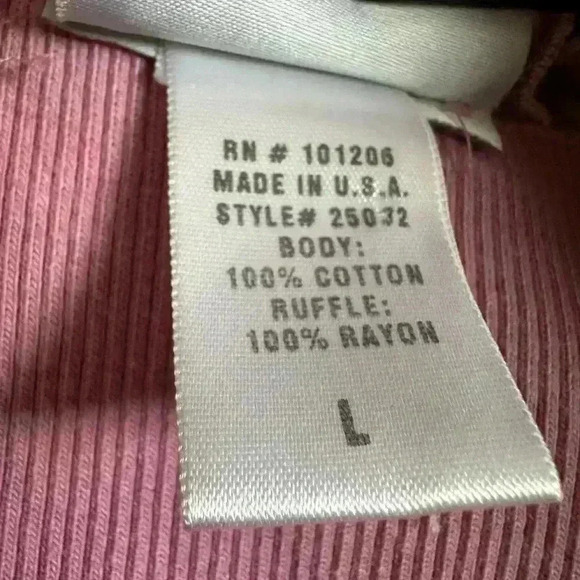 RN # 101206
MADE IN U.S.A.
STYLE# 25032
BODY:
100% COTTON
RUFFLE:
100% RAYON
L